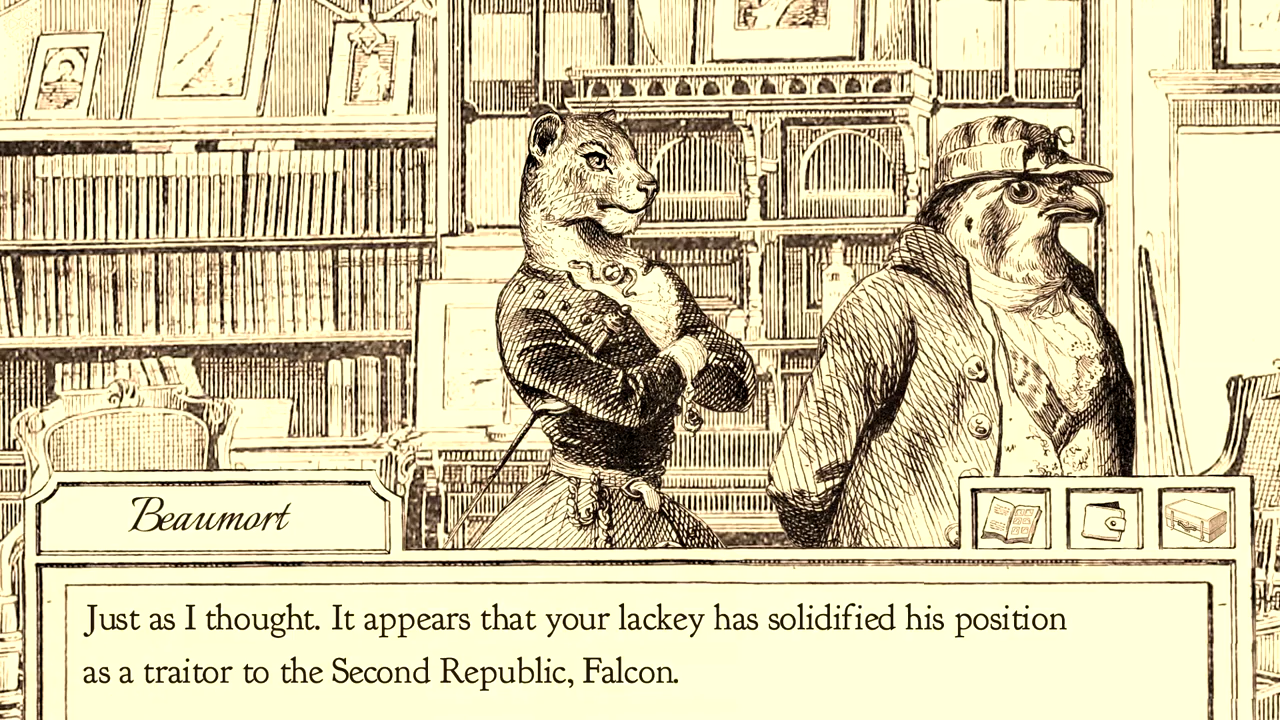 Beaumort
Just as I thought. It appears that your lackey has solidified his position
as a traitor to the Second Republic, Falcon.